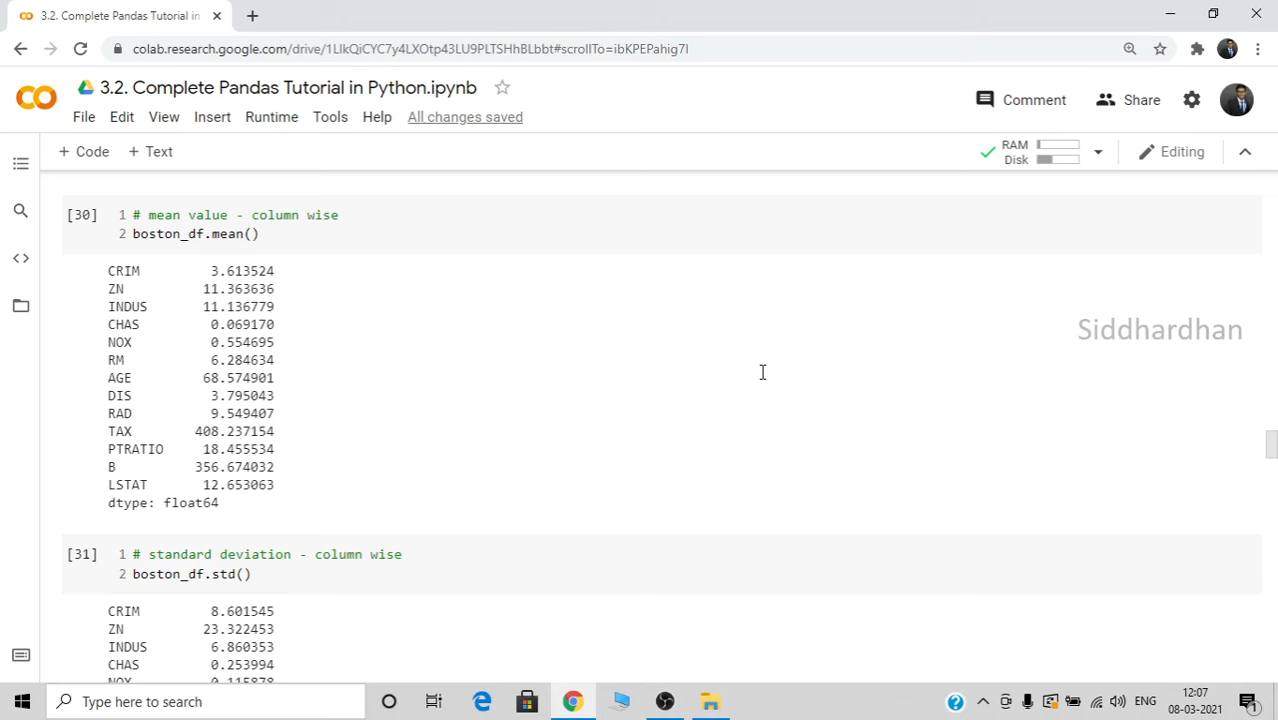 3.2. Complete Pandas Tutorial in
colab.research.google.com/drive/1LIkQiCYC7y4LXOtp43LU9PLTSHhBLbbt#scrollTo=ibKPEPahig7I
3.2. Complete Pandas Tutorial in Python.ipynb
Comment
Share
File Edit View Insert Runtime Tools Help All changes saved
+ Code + Text
RAM
Disk
Editing
[30] 1 # mean value - column wise
2 boston_df.mean()
CRIM 3.613524
ZN 11.363636
INDUS 11.136779
CHAS 0.069170
NOX 0.554695
RM 6.284634
AGE 68.574901
DIS 3.795043
RAD 9.549407
TAX 408.237154
PTRATIO 18.455534
B 356.674032
LSTAT 12.653063
dtype: float64
Siddhardhan
[31] 1 # standard deviation - column wise
2 boston_df.std()
CRIM 8.601545
ZN 23.322453
INDUS 6.860353
CHAS 0.253994
NOX 0.115878
Type here to search
ENG
12:07
08-03-2021